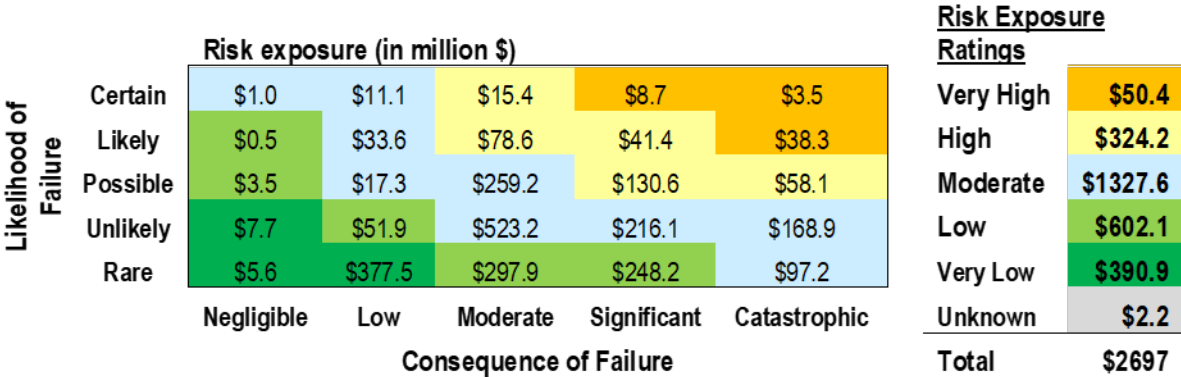 Risk Exposure
Ratings
Risk exposure (in million $)
Likelihood of
Failure
Certain $1.0 $11.1 $15.4 $8.7 $3.5
Likely $0.5 $33.6 $78.6 $41.4 $38.3
Possible $3.5 $17.3 $259.2 $130.6 $58.1
Unlikely $7.7 $51.9 $523.2 $216.1 $168.9
Rare $5.6 $377.5 $297.9 $248.2 $97.2
Negligible Low Moderate Significant Catastrophic
Consequence of Failure
Very High $50.4
High $324.2
Moderate $1327.6
Low $602.1
Very Low $390.9
Unknown $2.2
Total $2697